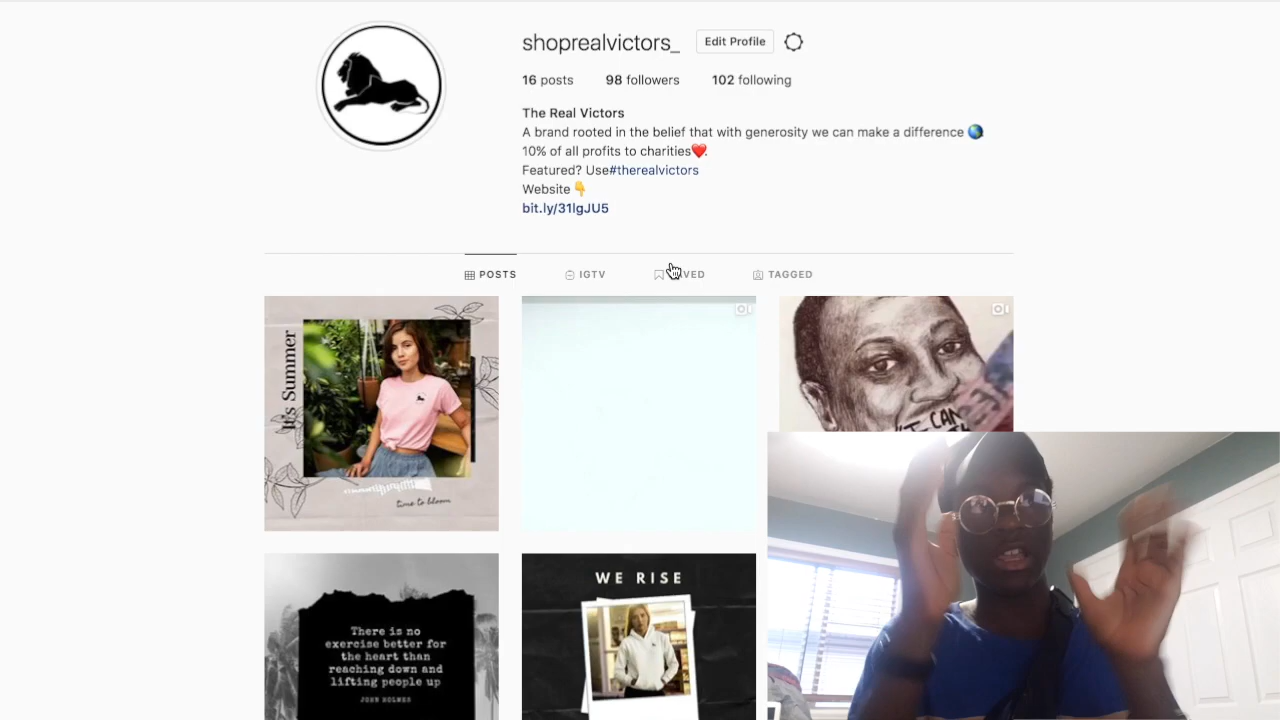 shoprealvictors_
Edit Profile
16 posts 98 followers 102 following
The Real Victors
A brand rooted in the belief that with generosity we can make a difference 🌎
10% of all profits to charities❤️.
Featured? Use#therealvictors
Website 👇
bit.ly/31lgJU5
POSTS IGTV VED TAGGED
It's Summer
time to bloom
"I CAN
There is no
exercise better for
the heart than
reaching down and
lifting people up
JOHN HOLMES
WE RISE